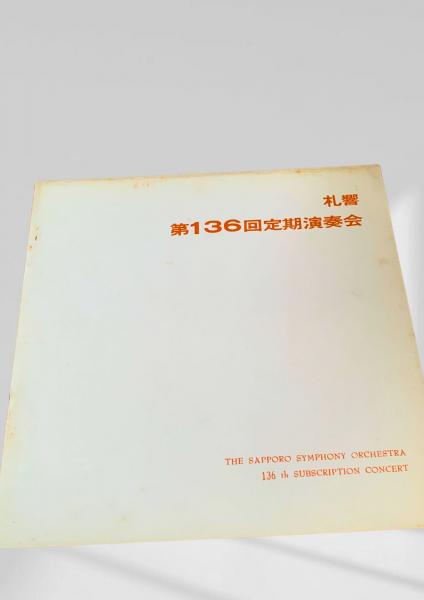 札響
第136回定期演奏会
THE SAPPORO SYMPHONY ORCHESTRA
136 th SUBSCRIPTION CONCERT